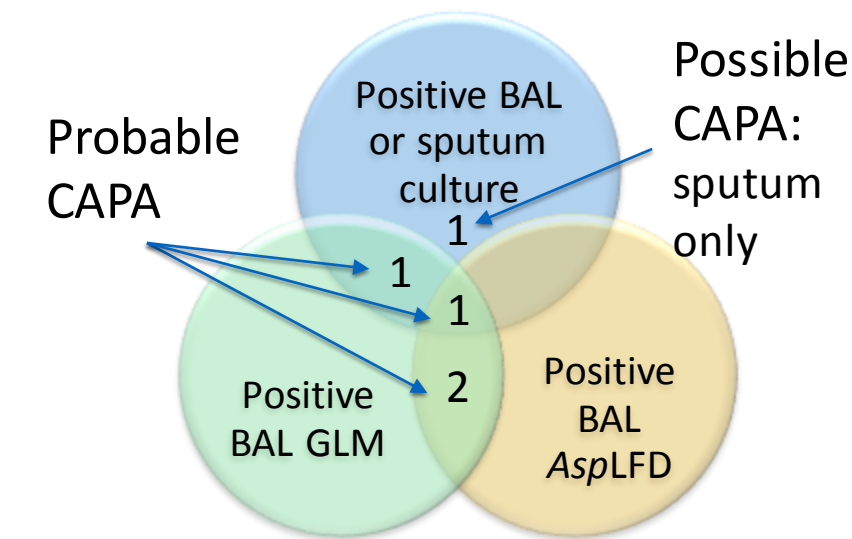 Probable
CAPA
Positive BAL
or sputum
culture
1
Possible
CAPA:
sputum
only
1
1
2
Positive
BAL GLM
Positive
BAL
AspLFD